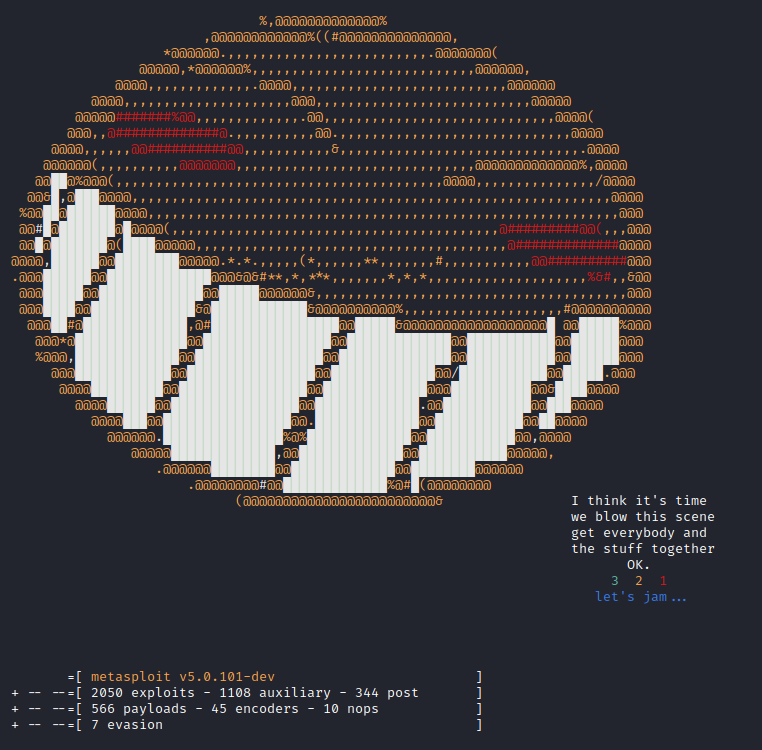 I think it's time
we blow this scene
get everybody and
the stuff together
OK.
3 2 1
let's jam...
=[ metasploit v5.0.101-dev ]
+ -- --=[ 2050 exploits - 1108 auxiliary - 344 post ]
+ -- --=[ 566 payloads - 45 encoders - 10 nops ]
+ -- --=[ 7 evasion ]